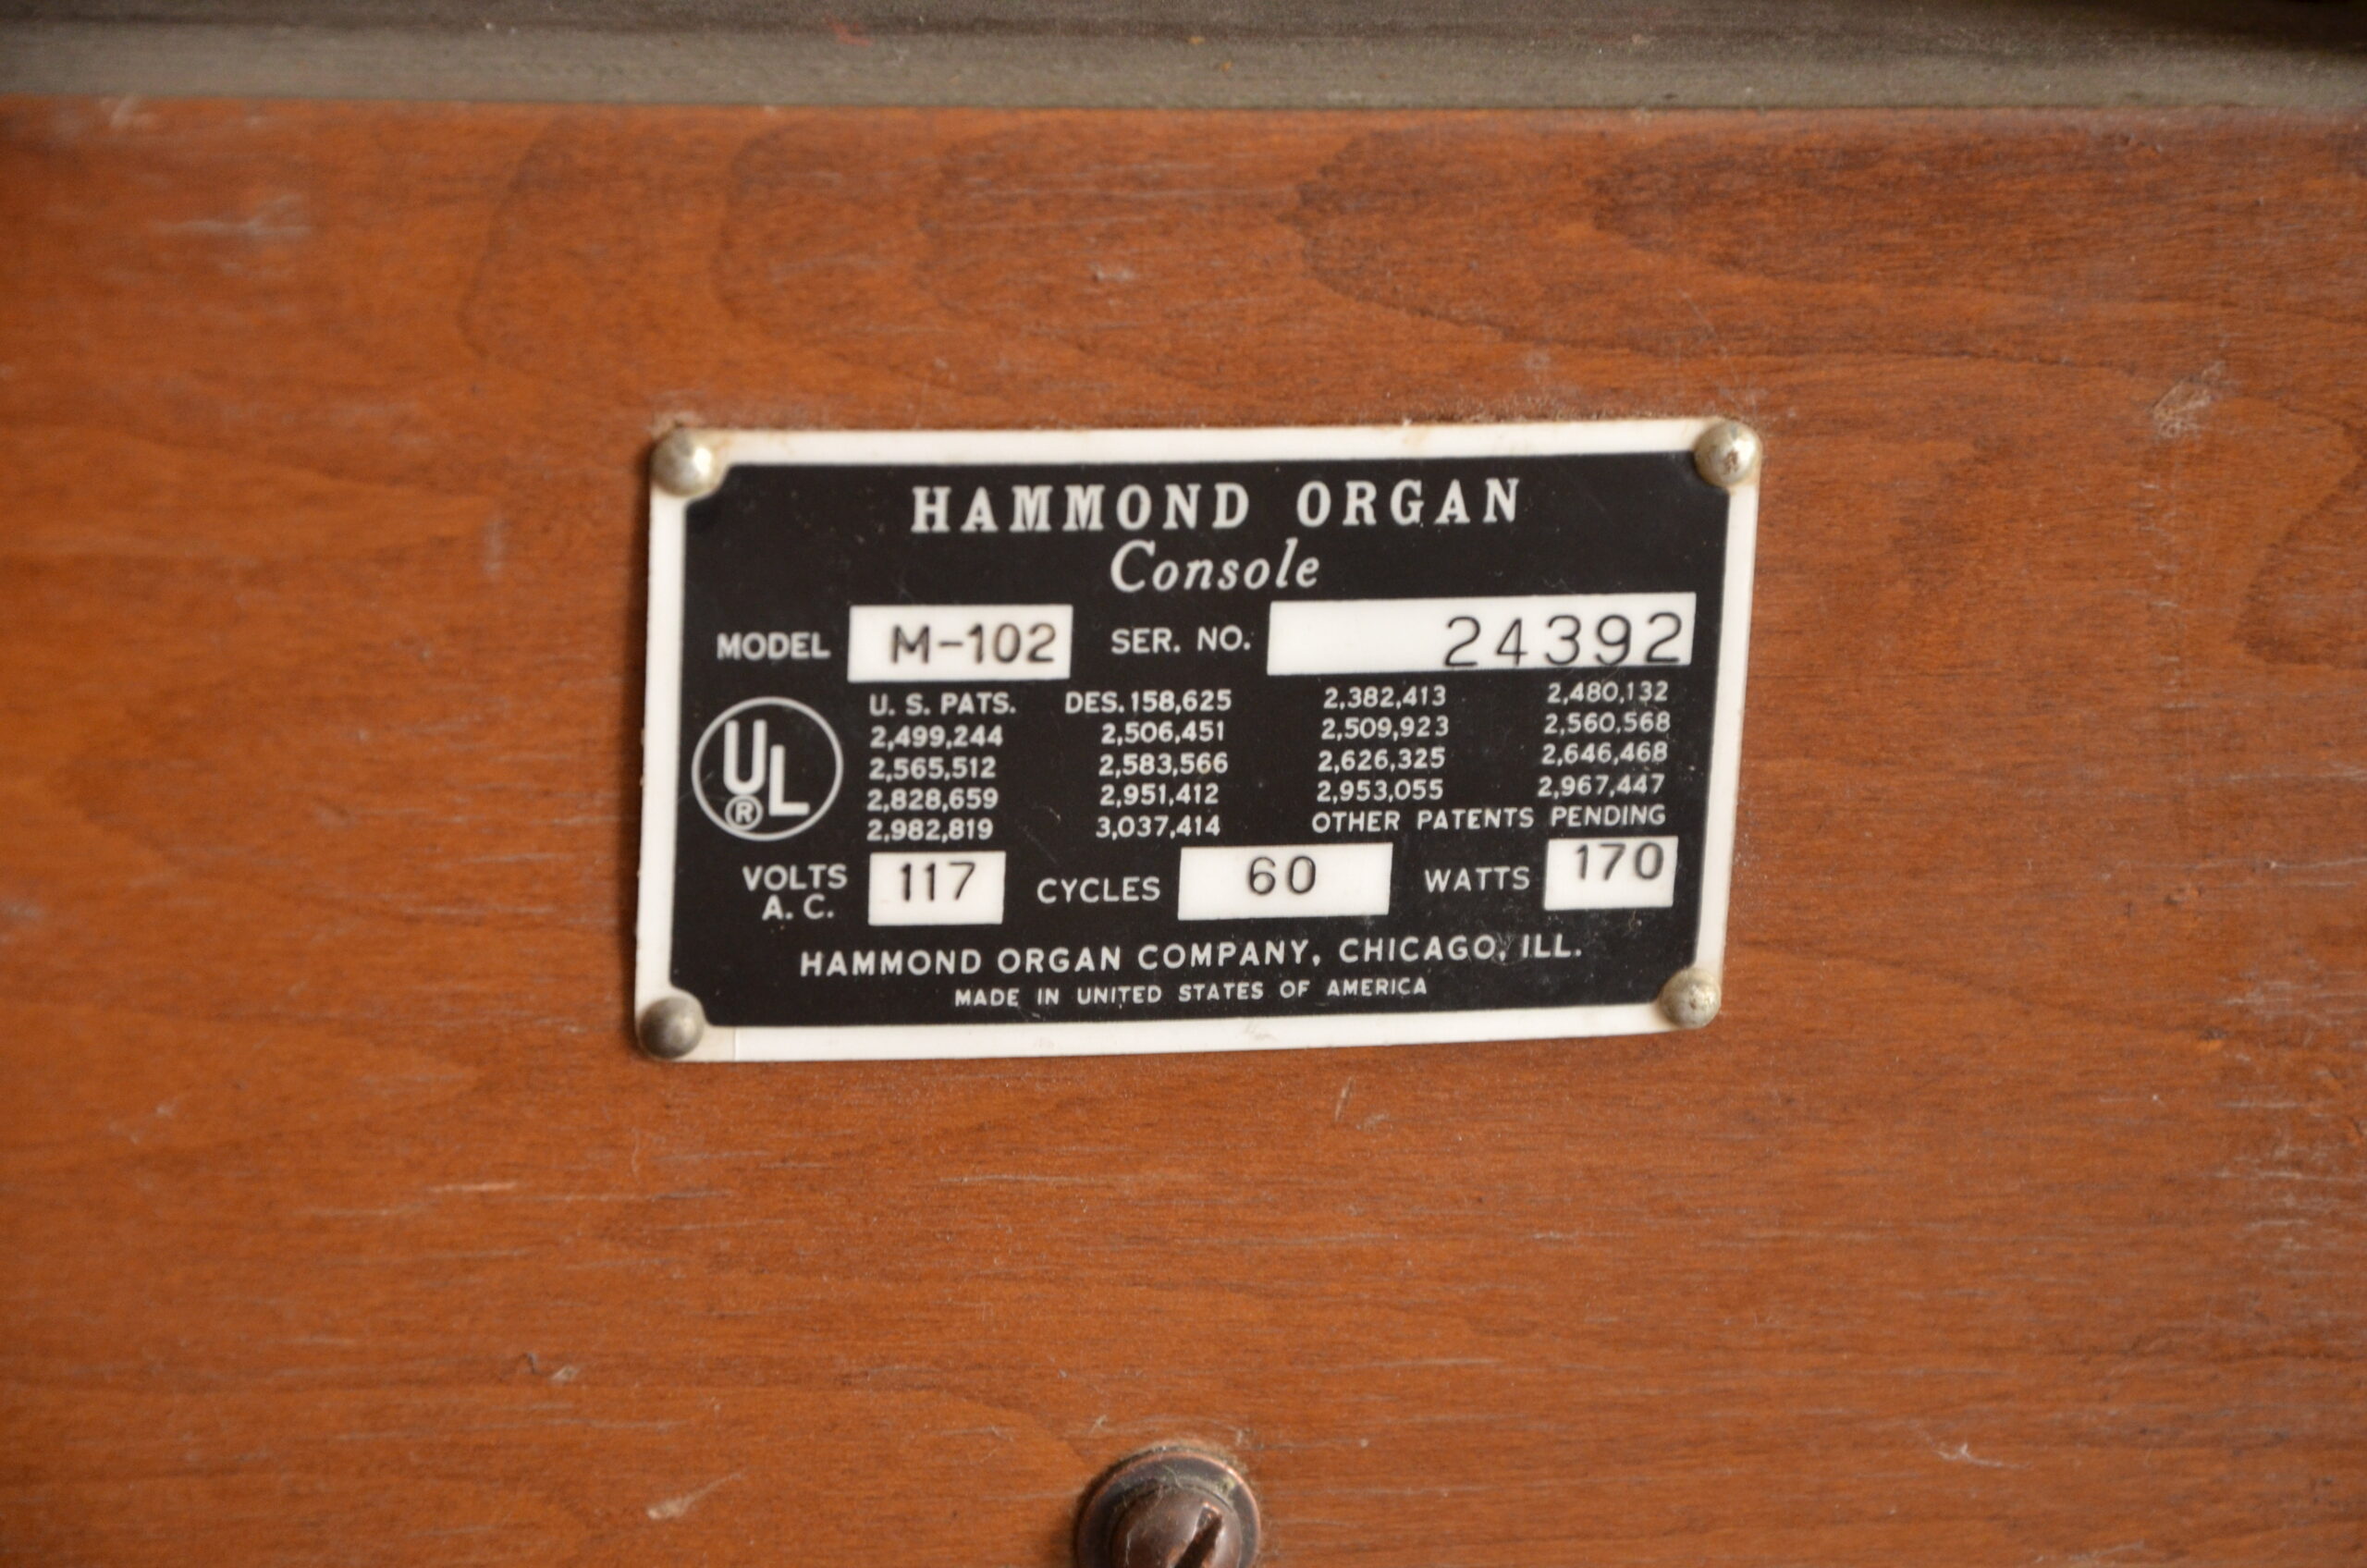 HAMMOND ORGAN
Console
MODEL M-102 SER. NO. 24392
U. S. PATS. DES. 158,625 2,382,413 2,480,132
2,499,244 2,506,451 2,509,923 2,560,568
2,565,512 2,583,566 2,626,325 2,646,468
2,828,659 2,951,412 2,953,055 2,967,447
2,982,819 3,037,414 OTHER PATENTS PENDING
UL
®
VOLTS A. C. 117 CYCLES 60 WATTS 170
HAMMOND ORGAN COMPANY, CHICAGO, ILL.
MADE IN UNITED STATES OF AMERICA